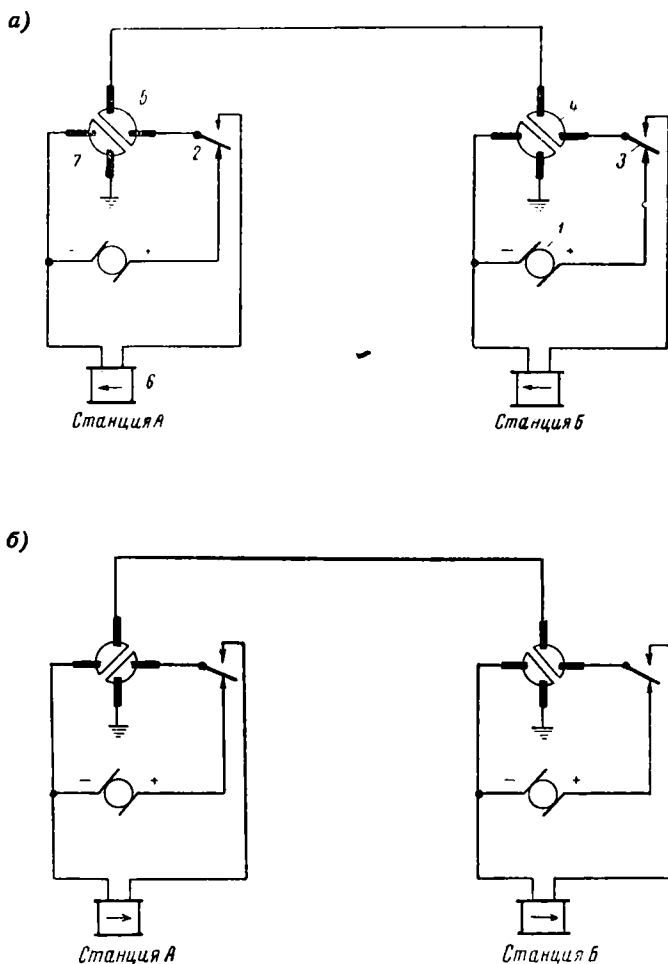 а)
5
4
7
2
3
1
- +
— +
6
Станция А
Станция Б
б)
— +
— +
Станция А
Станция Б